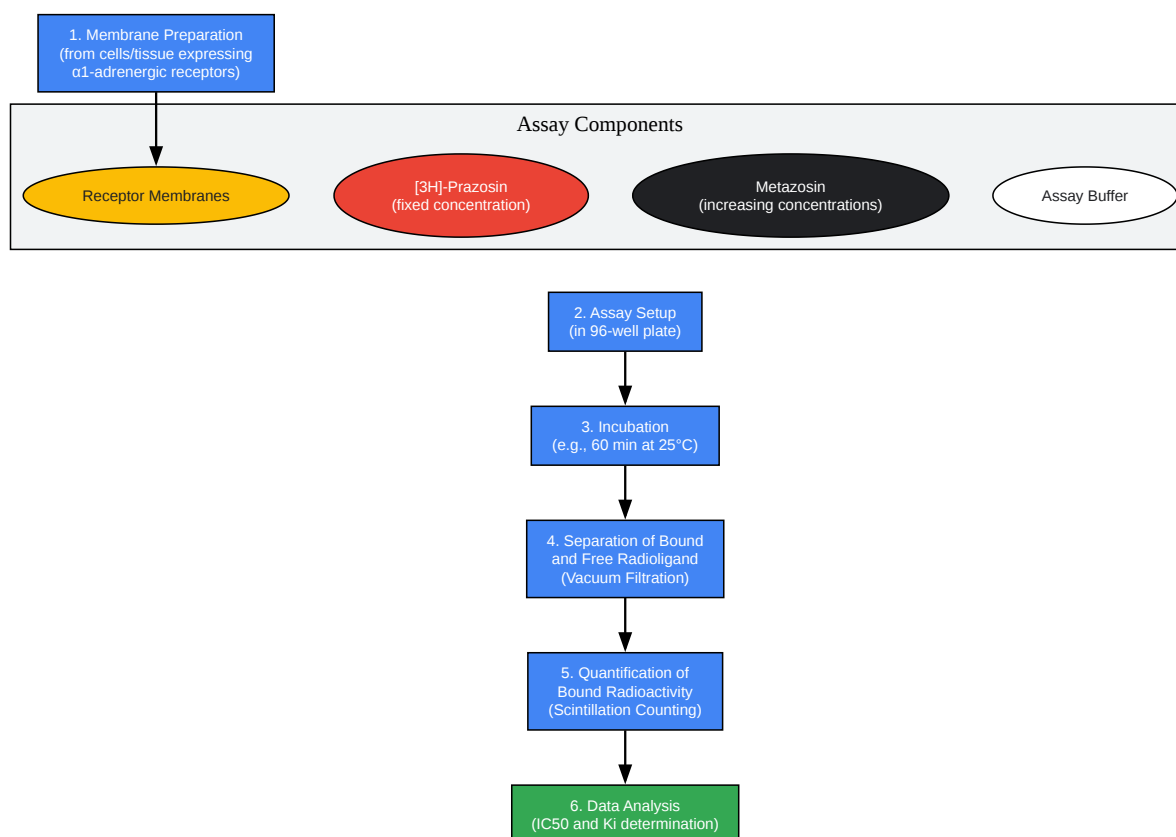 1. Membrane Preparation
(from cells/tissue expressing
α1-adrenergic receptors)
Assay Components
Receptor Membranes
[3H]-Prazosin
(fixed concentration)
Metazosin
(increasing concentrations)
Assay Buffer
2. Assay Setup
(in 96-well plate)
3. Incubation
(e.g., 60 min at 25°C)
4. Separation of Bound
and Free Radioligand
(Vacuum Filtration)
5. Quantification of
Bound Radioactivity
(Scintillation Counting)
6. Data Analysis
(IC50 and Ki determination)